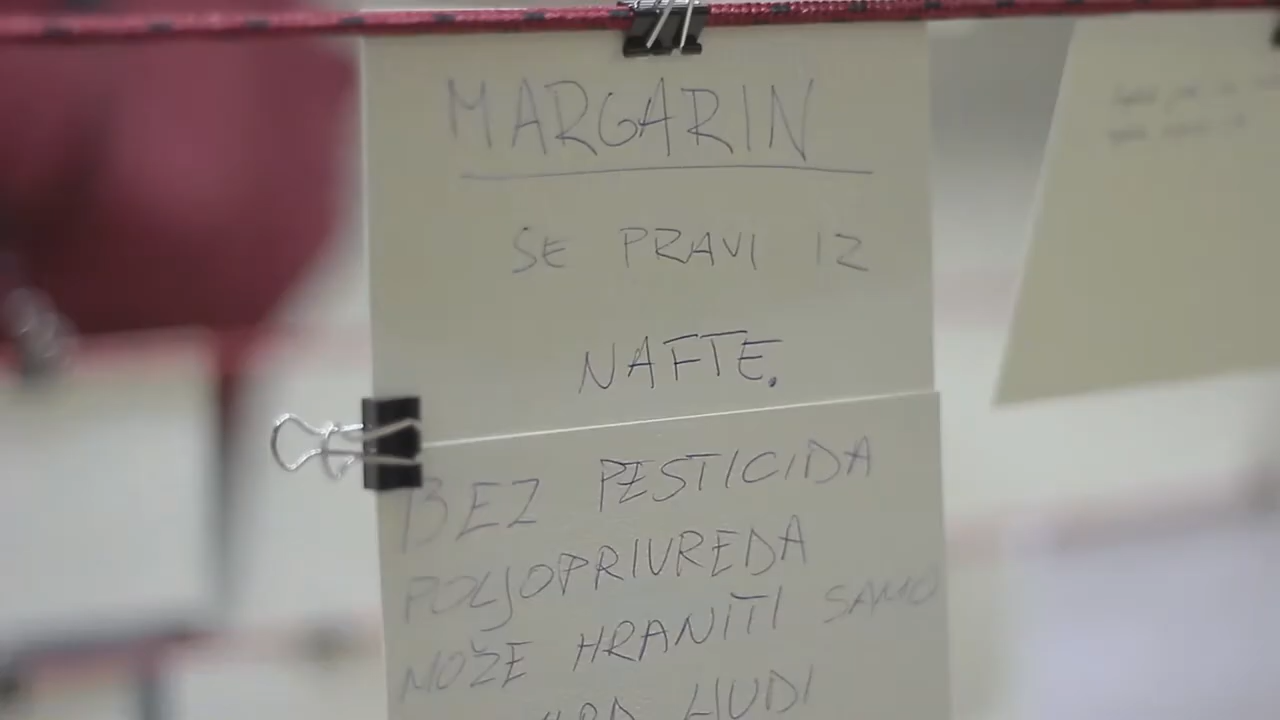 MARGARIN
SE PRAVI IZ
NAFTE.
BEZ PESTICIDA
POLJOPRIVREDA
MOŽE HRANITI SAMO
LJUDI